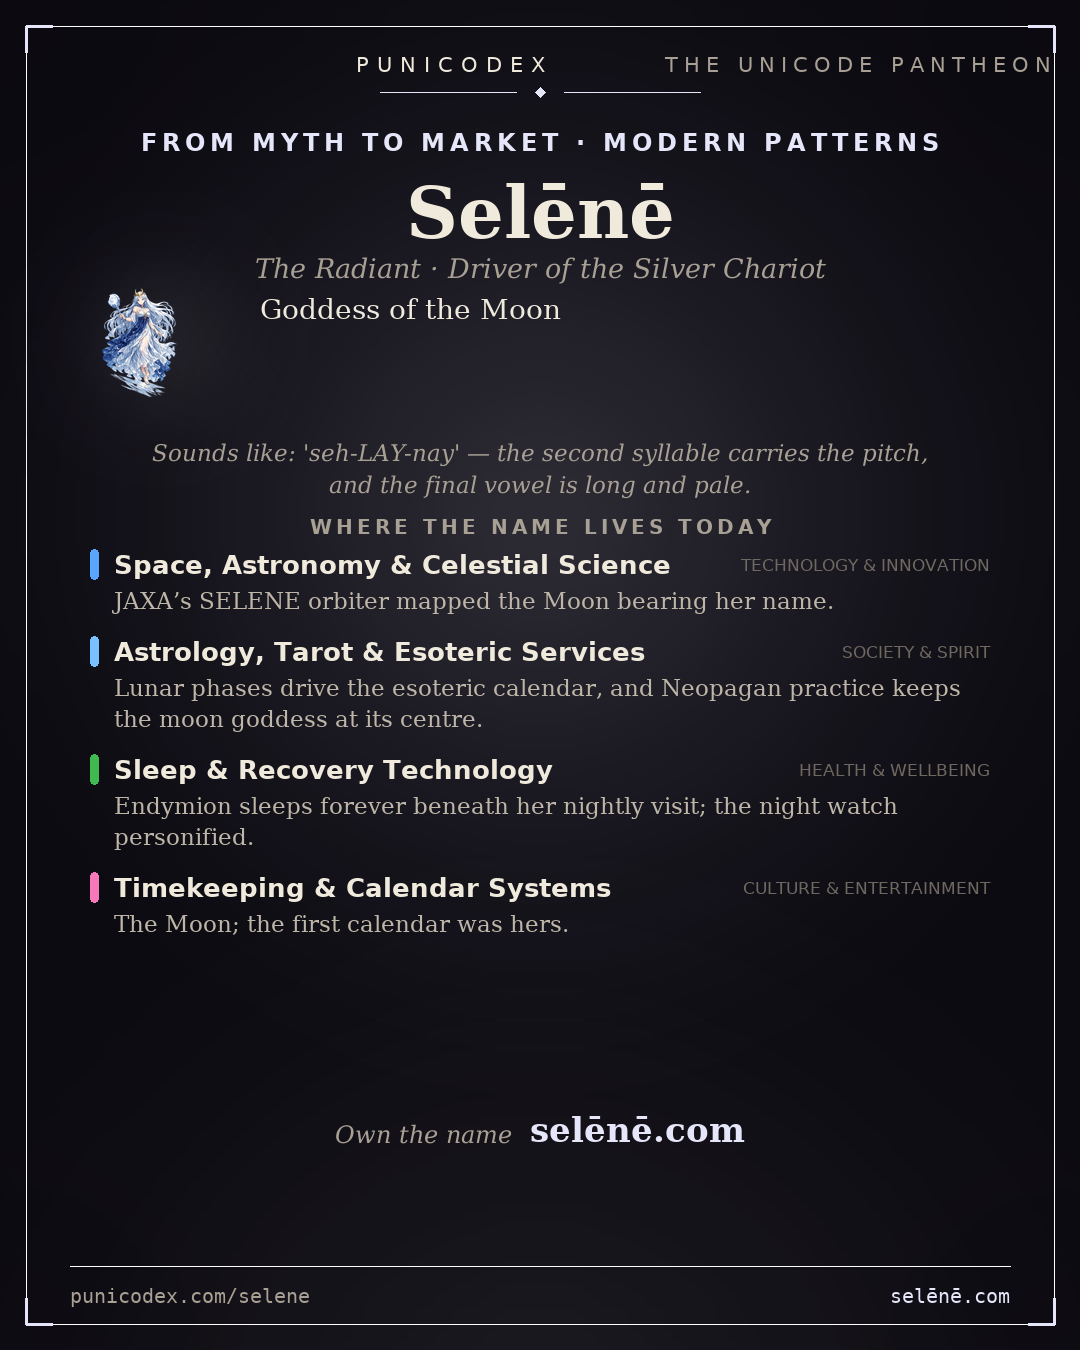 PUNICODEX THE UNICODE PANTHEON
FROM MYTH TO MARKET · MODERN PATTERNS
Selēnē
The Radiant · Driver of the Silver Chariot
Goddess of the Moon
Sounds like: 'seh-LAY-nay' — the second syllable carries the pitch,
and the final vowel is long and pale.
WHERE THE NAME LIVES TODAY
Space, Astronomy & Celestial Science TECHNOLOGY & INNOVATION
JAXA’s SELENE orbiter mapped the Moon bearing her name.
Astrology, Tarot & Esoteric Services SOCIETY & SPIRIT
Lunar phases drive the esoteric calendar, and Neopagan practice keeps
the moon goddess at its centre.
Sleep & Recovery Technology HEALTH & WELLBEING
Endymion sleeps forever beneath her nightly visit; the night watch
personified.
Timekeeping & Calendar Systems CULTURE & ENTERTAINMENT
The Moon; the first calendar was hers.
Own the name selēnē.com
punicodex.com/selene selēnē.com